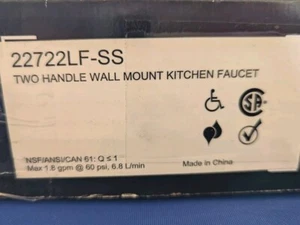 22722LF-SS
TWO HANDLE WALL MOUNT KITCHEN FAUCET
NSF/ANSI/CAN 61: Q ≤ 1
Max 1.8 gpm @ 60 psi, 6.8 L/min
Made in China